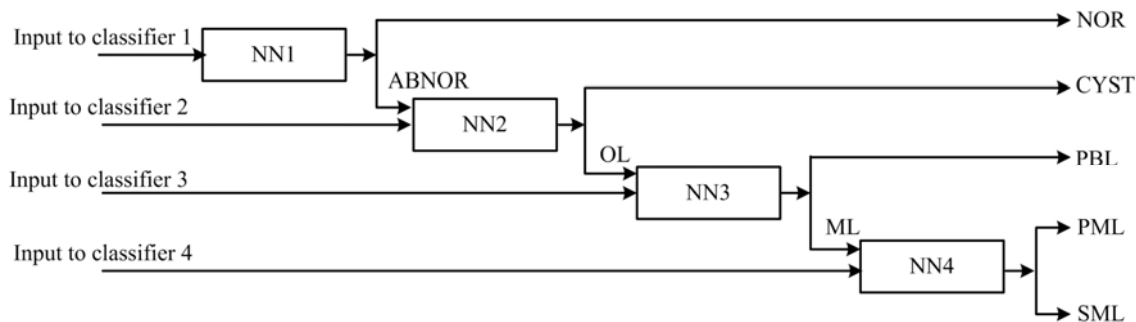 NOR
Input to classifier 1
NN1
ABNOR
CYST
Input to classifier 2
NN2
OL
PBL
Input to classifier 3
NN3
ML
PML
Input to classifier 4
NN4
SML